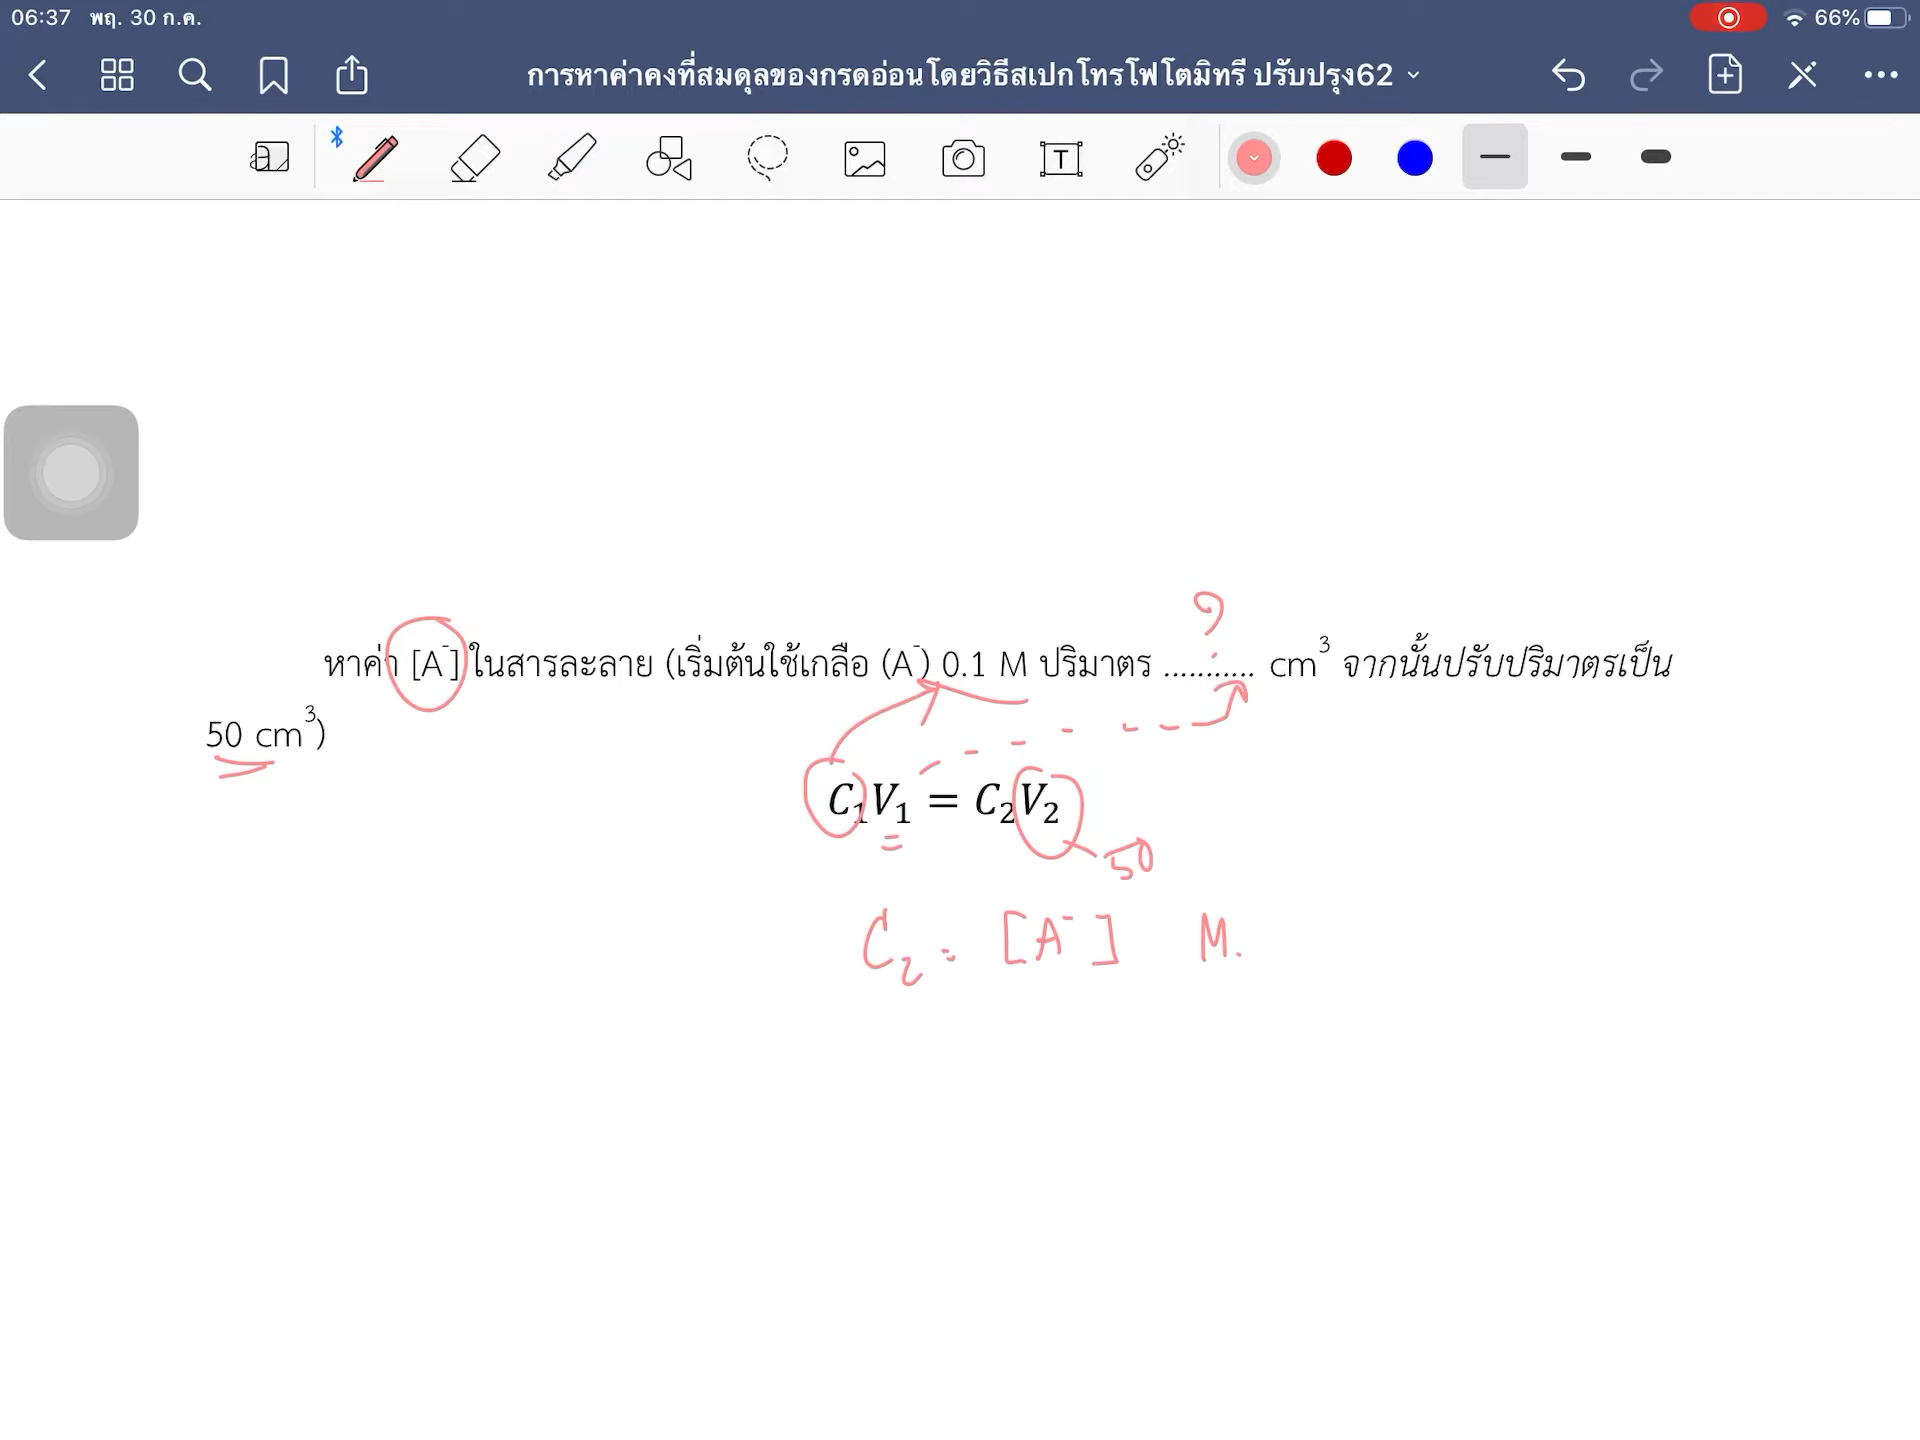 06:37 พฤ. 30 ก.ค. 66%
การหาค่าคงที่สมดุลของกรดอ่อนโดยวิธีสเปกโทรโฟโตมิทรี ปรับปรุง62
?
หาค่า [A⁻] ในสารละลาย (เริ่มต้นใช้เกลือ (A⁻) 0.1 M ปริมาตร ........... cm³ จากนั้นปรับปริมาตรเป็น
50 cm³)
C₁V₁ = C₂V₂
50
C₂ = [A⁻] M.